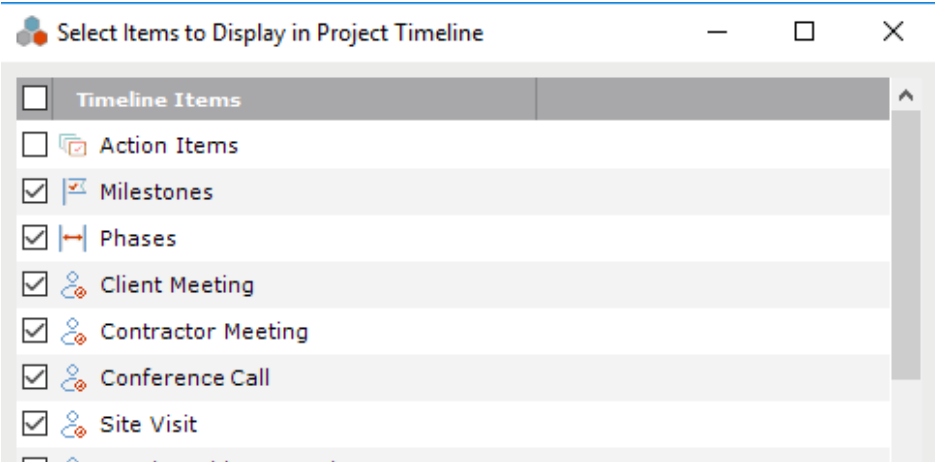 Select Items to Display in Project Timeline
Timeline Items
Action Items
Milestones
Phases
Client Meeting
Contractor Meeting
Conference Call
Site Visit